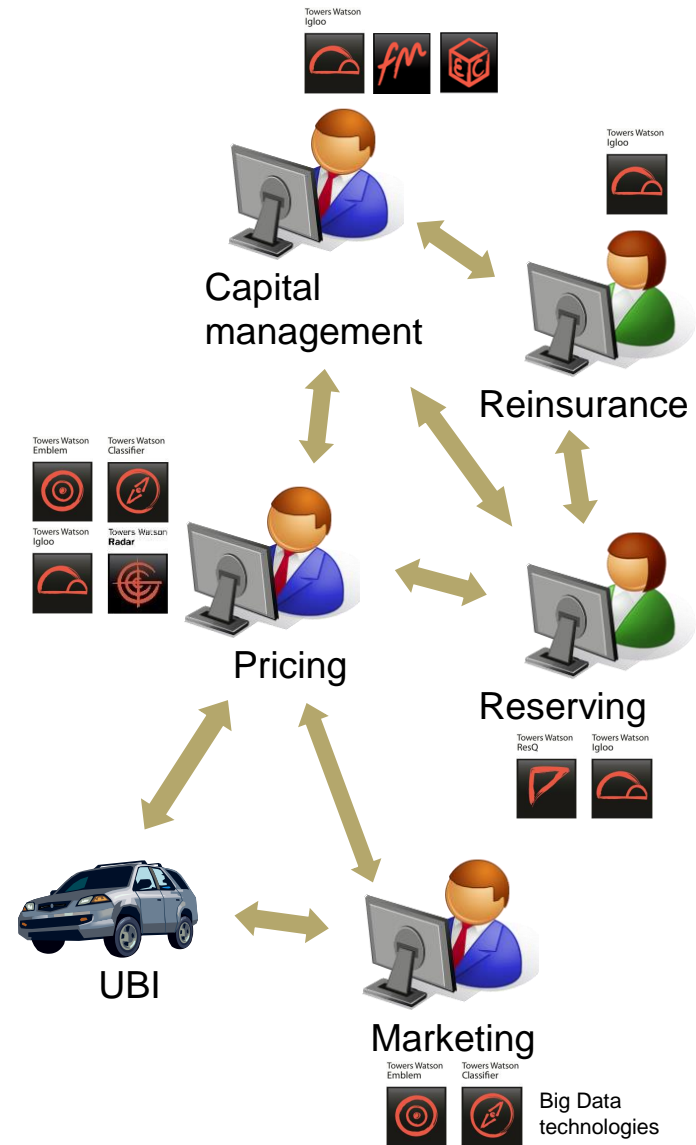 Towers Watson
Igloo
fm
EC
Towers Watson
Igloo
Capital
management
Reinsurance
Towers Watson
Emblem
Towers Watson
Classifier
Towers Watson
Igloo
Towers Watson
Radar
Pricing
Reserving
Towers Watson
ResQ
Towers Watson
Igloo
UBI
Marketing
Towers Watson
Emblem
Towers Watson
Classifier
Big Data
technologies